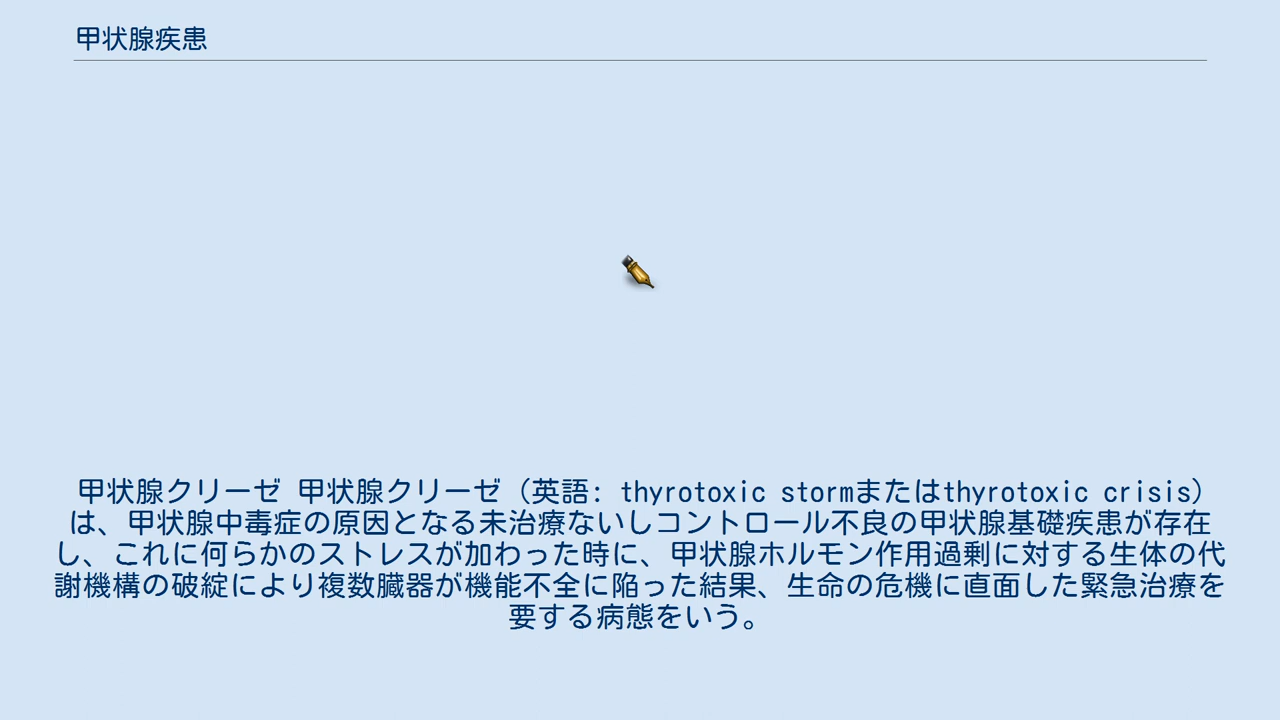 甲状腺疾患
甲状腺クリーゼ 甲状腺クリーゼ（英語: thyrotoxic stormまたはthyrotoxic crisis）
は、甲状腺中毒症の原因となる未治療ないしコントロール不良の甲状腺基礎疾患が存在
し、これに何らかのストレスが加わった時に、甲状腺ホルモン作用過剰に対する生体の代
謝機構の破綻により複数臓器が機能不全に陥った結果、生命の危機に直面した緊急治療を
要する病態をいう。